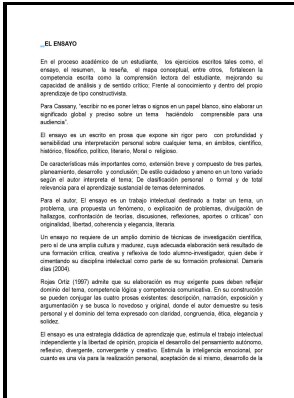 _EL ENSAYO
En el proceso académico de un estudiante, los ejercicios escritos tales como, el
ensayo, el resumen, la reseña, el mapa conceptual, entre otros, fortalecen la
competencia escrita como la comprensión lectora del estudiante, mejorando su
capacidad de análisis y de sentido crítico; Frente al conocimiento y dentro del propio
aprendizaje de tipo constructivista.
Para Cassany, "escribir no es poner letras o signos en un papel blanco, sino elaborar un
significado global y preciso sobre un tema haciéndolo comprensible para una
audiencia".
El ensayo es un escrito en prosa que expone sin rigor pero con profundidad y
sensibilidad una interpretación personal sobre cualquier tema, en ámbitos, científico,
histórico, filosófico, político, literario, Moral o religioso.
De características más importantes como, extensión breve y compuesto de tres partes,
planeamiento, desarrollo y conclusión; De estilo cuidadoso y ameno en un tono variado
según el autor interpreta el tema; De clasificación personal o formal y de total
relevancia para el aprendizaje sustancial de temas determinados.
Para el autor, El ensayo es un trabajo intelectual destinado a tratar un tema, un
problema, una propuesta un fenómeno, o explicación de problemas, divulgación de
hallazgos, confrontación de teorías, discusiones, reflexiones, aportes o críticas" con
originalidad, libertad, coherencia y elegancia, literaria.
Un ensayo no requiere de un amplio dominio de técnicas de investigación científica,
pero sí de una amplia cultura y madurez, cuya adecuada elaboración será resultado de
una formación crítica, creativa y reflexiva de todo alumno-investigador, quien debe ir
cimentando su disciplina intelectual como parte de su formación profesional. Damaris
días (2004).
Rojas Ortiz (1997) admite que su elaboración es muy exigente pues deben reflejar
dominio del tema, competencia lógica y competencia comunicativa. En su construcción
se pueden conjugar las cuatro prosas existentes: descripción, narración, exposición y
argumentación y se busca lo novedoso y original, donde el autor demuestre su tesis
personal y el dominio del tema expresado con claridad, congruencia, ética, elegancia y
solidez.
El ensayo es una estrategia didáctica de aprendizaje que, estimula el trabajo intelectual
independiente y la libertad de opinión, propicia el desarrollo del pensamiento autónomo,
reflexivo, divergente, convergente y creativo. Estimula la inteligencia emocional, por
cuanto es una vía para la realización personal, aceptación de sí mismo, desarrollo de la